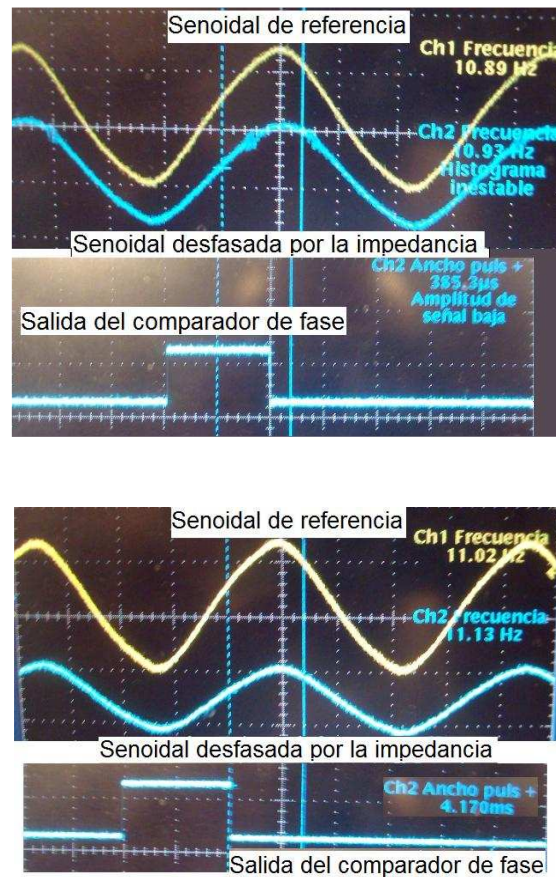 Senoidal de referencia
Ch1 Frecuencia
10.89 Hz
Ch2 Frecuencia
10.93 Hz
Histograma
inestable
Senoidal desfasada por la impedancia
Ch2 Ancho puls +
385.3µs
Amplitud de
señal baja
Salida del comparador de fase
Senoidal de referencia
Ch1 Frecuencia
11.02 Hz
Ch2 Frecuencia
11.13 Hz
Senoidal desfasada por la impedancia
Ch2 Ancho puls +
4.170ms
Salida del comparador de fase